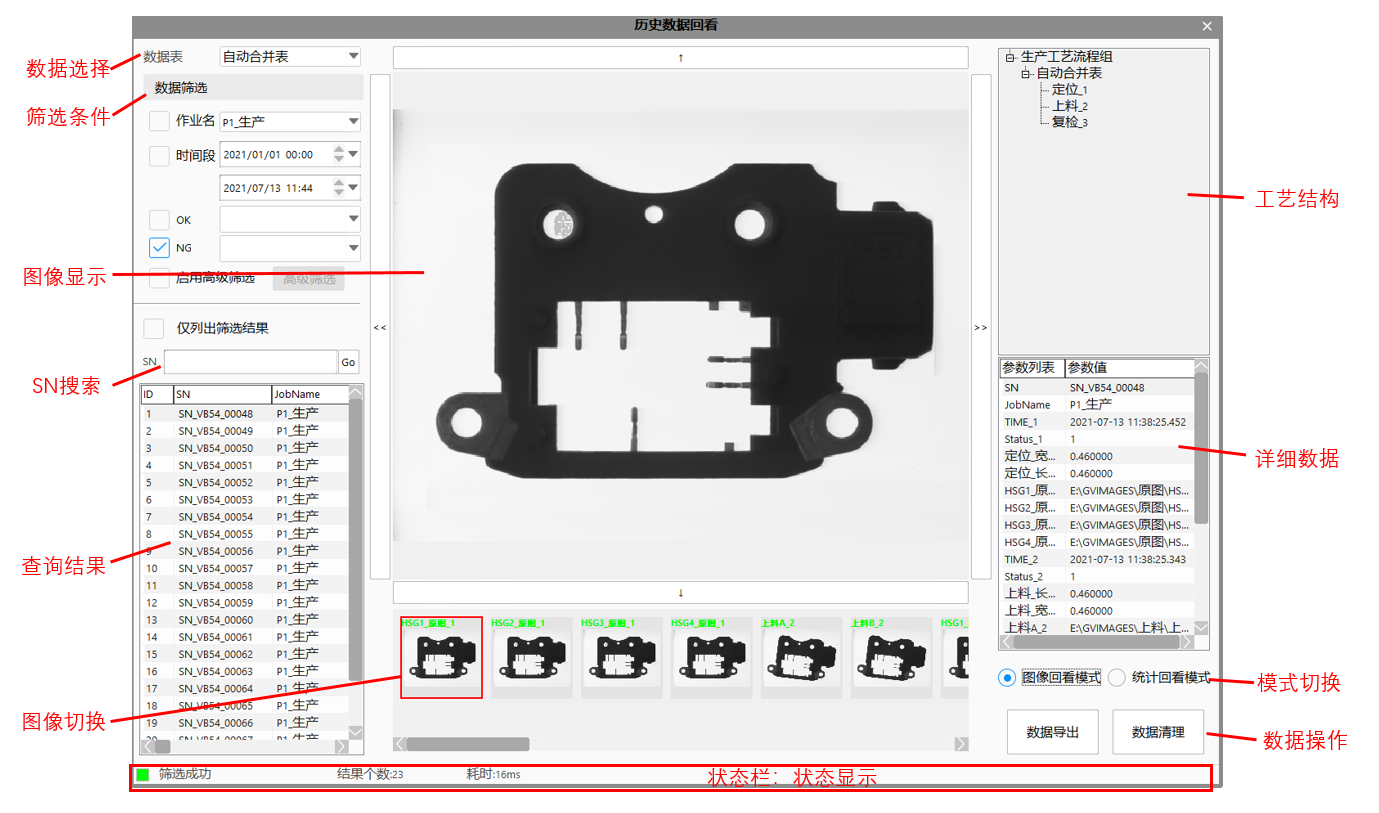 历史数据回看
数据表 自动合并表
数据选择
数据筛选
筛选条件
作业名 P1_生产
时间段 2021/01/01 00:00
2021/07/13 11:44
OK
NG
启用高级筛选 高级筛选
图像显示
仅列出筛选结果
SN Go
SN搜索
ID SN JobName
1 SN_VB54_00048 P1_生产
2 SN_VB54_00049 P1_生产
3 SN_VB54_00050 P1_生产
4 SN_VB54_00051 P1_生产
5 SN_VB54_00052 P1_生产
6 SN_VB54_00053 P1_生产
7 SN_VB54_00054 P1_生产
8 SN_VB54_00055 P1_生产
9 SN_VB54_00056 P1_生产
10 SN_VB54_00057 P1_生产
11 SN_VB54_00058 P1_生产
12 SN_VB54_00059 P1_生产
13 SN_VB54_00060 P1_生产
14 SN_VB54_00061 P1_生产
15 SN_VB54_00062 P1_生产
16 SN_VB54_00063 P1_生产
17 SN_VB54_00064 P1_生产
18 SN_VB54_00065 P1_生产
19 SN_VB54_00066 P1_生产
20 SN_VB54_00067 P1_生产
查询结果
图像切换
↑
<<
>>
↓
HSG1_原图_1 HSG2_原图_1 HSG3_原图_1 HSG4_原图_1 上料A_2 上料B_2 HSG1_
生产工艺流程组
自动合并表
定位_1
上料_2
复检_3
工艺结构
参数列表 参数值
SN SN_VB54_00048
JobName P1_生产
TIME_1 2021-07-13 11:38:25.452
Status_1 1
定位_宽... 0.460000
定位_长... 0.460000
HSG1_原... E:\GVIMAGES\原图\HS...
HSG2_原... E:\GVIMAGES\原图\HS...
HSG3_原... E:\GVIMAGES\原图\HS...
HSG4_原... E:\GVIMAGES\原图\HS...
TIME_2 2021-07-13 11:38:25.343
Status_2 1
上料_长... 0.460000
上料_宽... 0.460000
上料A_2 E:\GVIMAGES\上料\上...
详细数据
图像回看模式 统计回看模式
模式切换
数据导出 数据清理
数据操作
筛选成功 结果个数:23 耗时:16ms 状态栏：状态显示